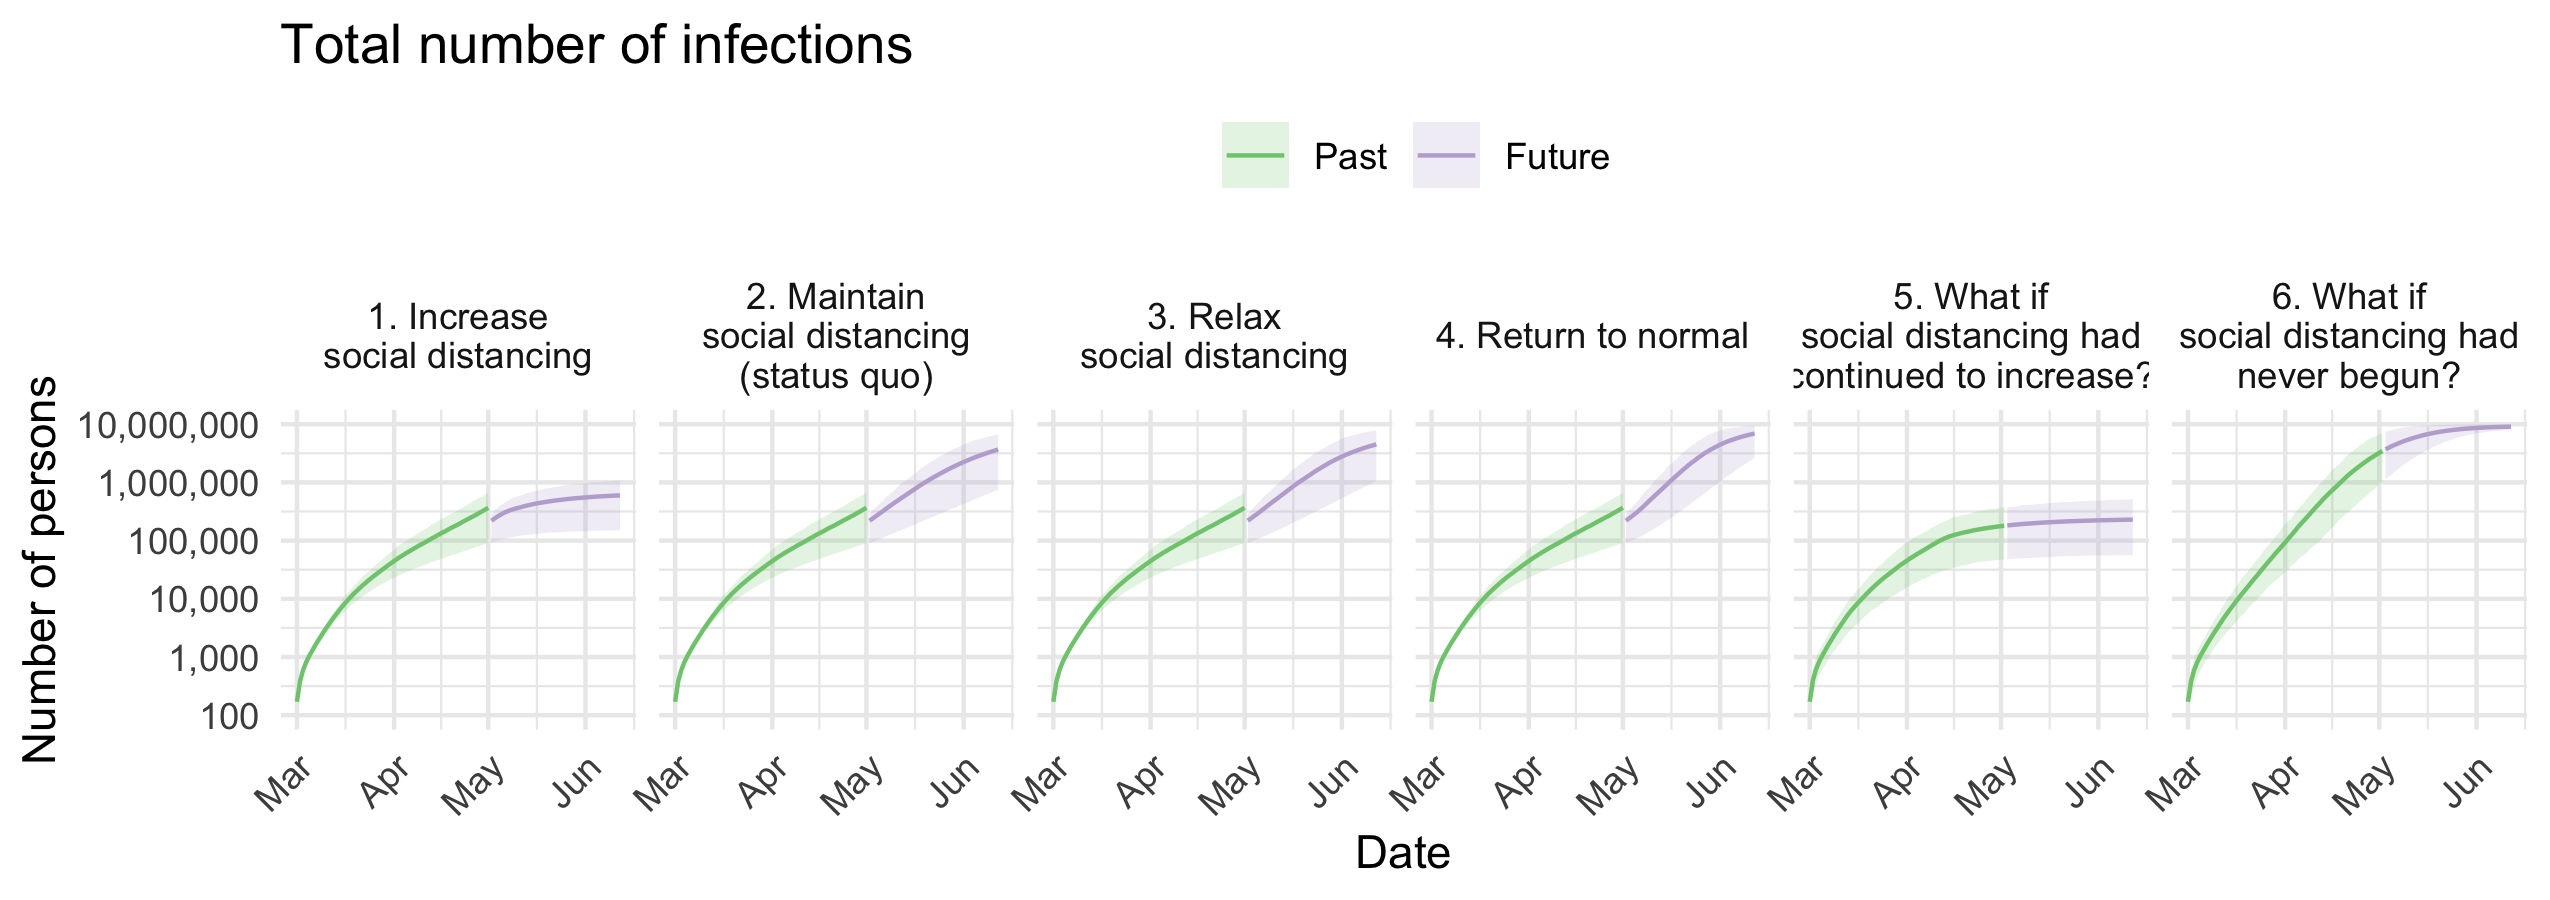 Total number of infections
Past
Future
1. Increase
social distancing
2. Maintain
social distancing
(status quo)
3. Relax
social distancing
4. Return to normal
5. What if
social distancing had
continued to increase?
6. What if
social distancing had
never begun?
Number of persons
10,000,000
1,000,000
100,000
10,000
1,000
100
Mar Apr May Jun Mar Apr May Jun Mar Apr May Jun Mar Apr May Jun Mar Apr May Jun Mar Apr May Jun
Date